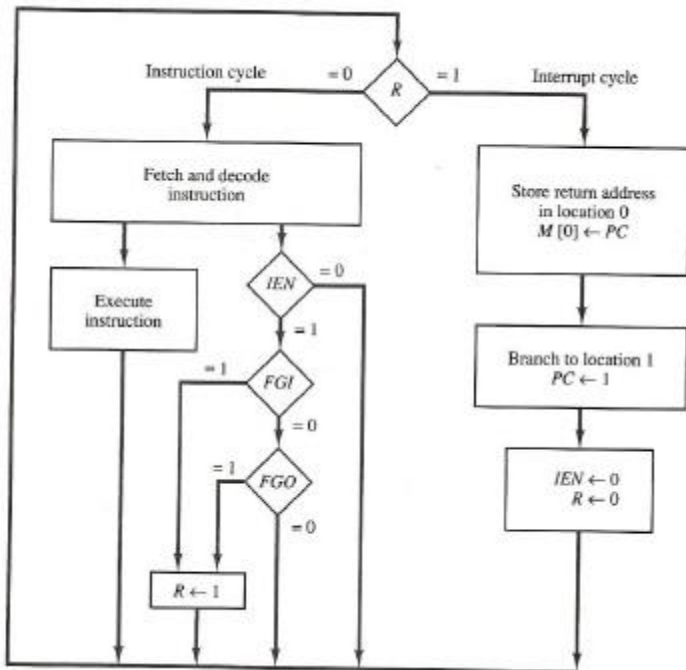 Instruction cycle
= 0
R
= 1
Interrupt cycle
Fetch and decode
instruction
Store return address
in location 0
M [0] ← PC
Execute
instruction
IEN
= 0
= 1
Branch to location 1
PC ← 1
= 1
FGI
= 0
= 1
FGO
= 0
IEN ← 0
R ← 0
R ← 1